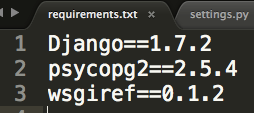 requirements.txt × settings.py
1 Django==1.7.2
2 psycopg2==2.5.4
3 wsgiref==0.1.2